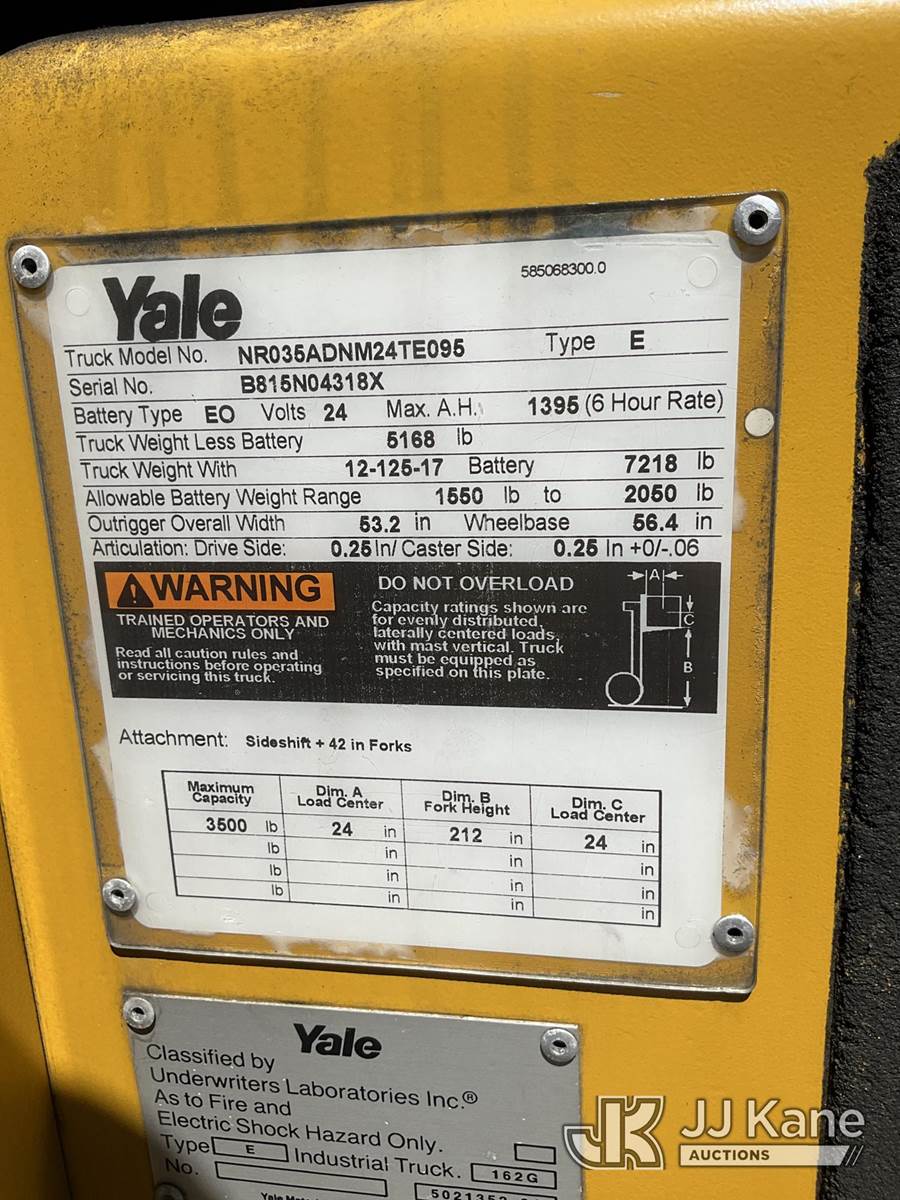 585068300.0
Yale
Truck Model No. NR035ADNM24TE095 Type E
Serial No. B815N04318X
Battery Type EO Volts 24 Max. A.H. 1395 (6 Hour Rate)
Truck Weight Less Battery 5168 lb
Truck Weight With 12-125-17 Battery 7218 lb
Allowable Battery Weight Range 1550 lb to 2050 lb
Outrigger Overall Width 53.2 in Wheelbase 56.4 in
Articulation: Drive Side: 0.25 In/ Caster Side: 0.25 In +0/-.06
WARNING
TRAINED OPERATORS AND
MECHANICS ONLY
Read all caution rules and
instructions before operating
or servicing this truck.
DO NOT OVERLOAD
Capacity ratings shown are
for evenly distributed,
laterally centered loads,
with mast vertical. Truck
must be equipped as
specified on this plate.
A
C
B
Attachment: Sideshift + 42 in Forks
Maximum Capacity Dim. A Load Center Dim. B Fork Height Dim. C Load Center
3500 lb 24 in 212 in 24 in
lb in in in
lb in in in
lb in in in
Yale
Classified by
Underwriters Laboratories Inc.®
As to Fire and
Electric Shock Hazard Only.
Type E Industrial Truck. 162G
No.
JK JJ Kane
AUCTIONS